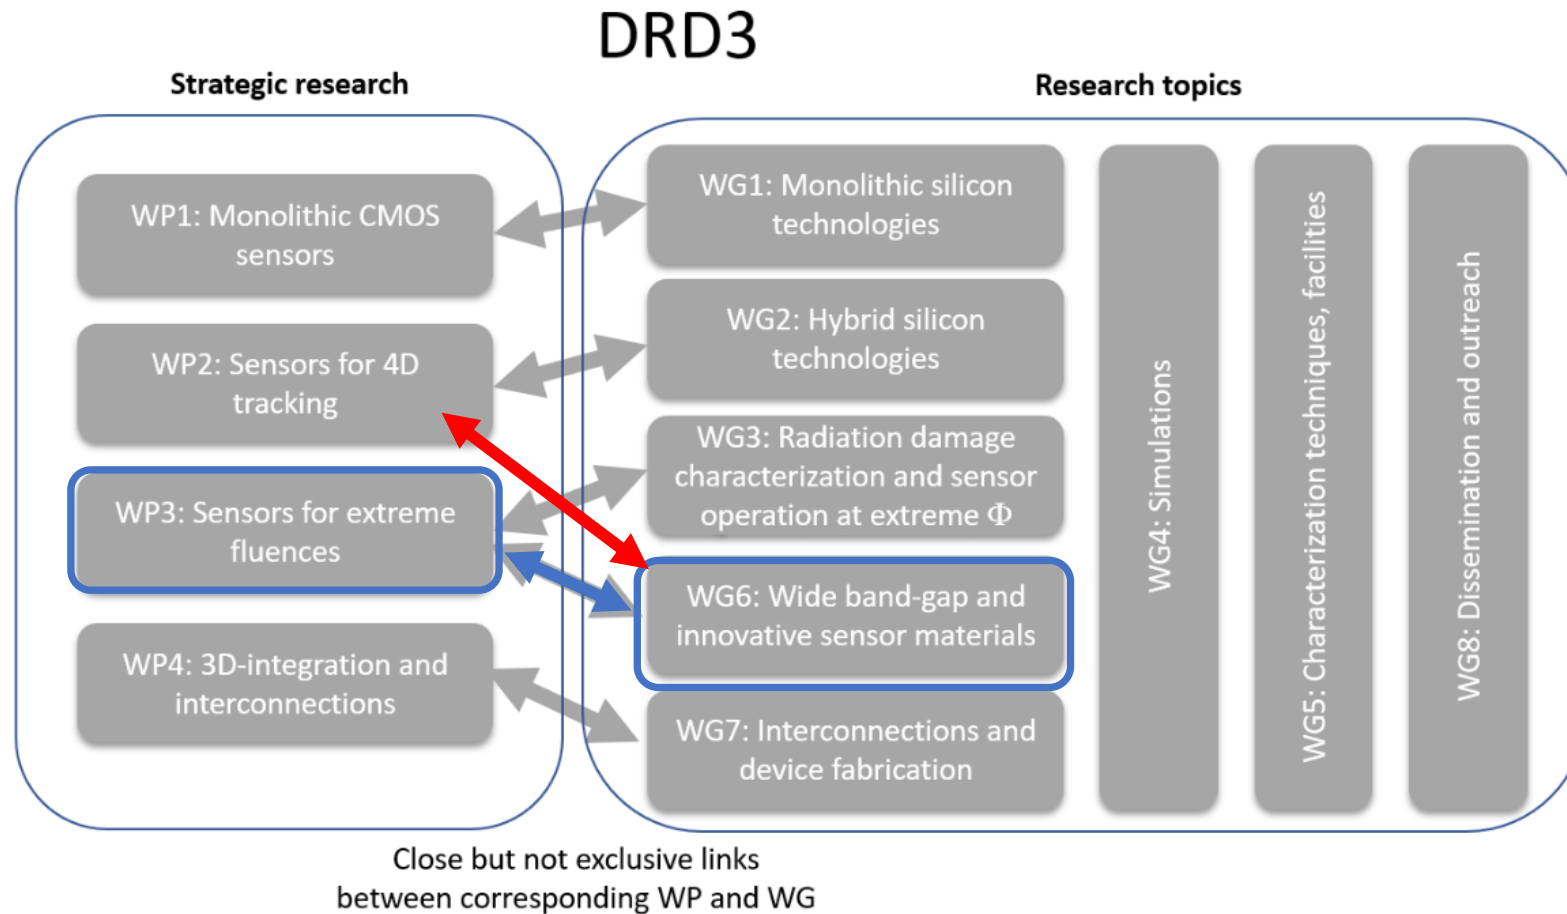 DRD3
Strategic research
WP1: Monolithic CMOS
sensors
WP2: Sensors for 4D
tracking
WP3: Sensors for extreme
fluences
WP4: 3D-integration and
interconnections
Research topics
WG1: Monolithic silicon
technologies
WG2: Hybrid silicon
technologies
WG3: Radiation damage
characterization and sensor
operation at extreme Φ
WG6: Wide band-gap and
innovative sensor materials
WG7: Interconnections and
device fabrication
WG4: Simulations
WG5: Characterization techniques, facilities
WG8: Dissemination and outreach
Close but not exclusive links
between corresponding WP and WG